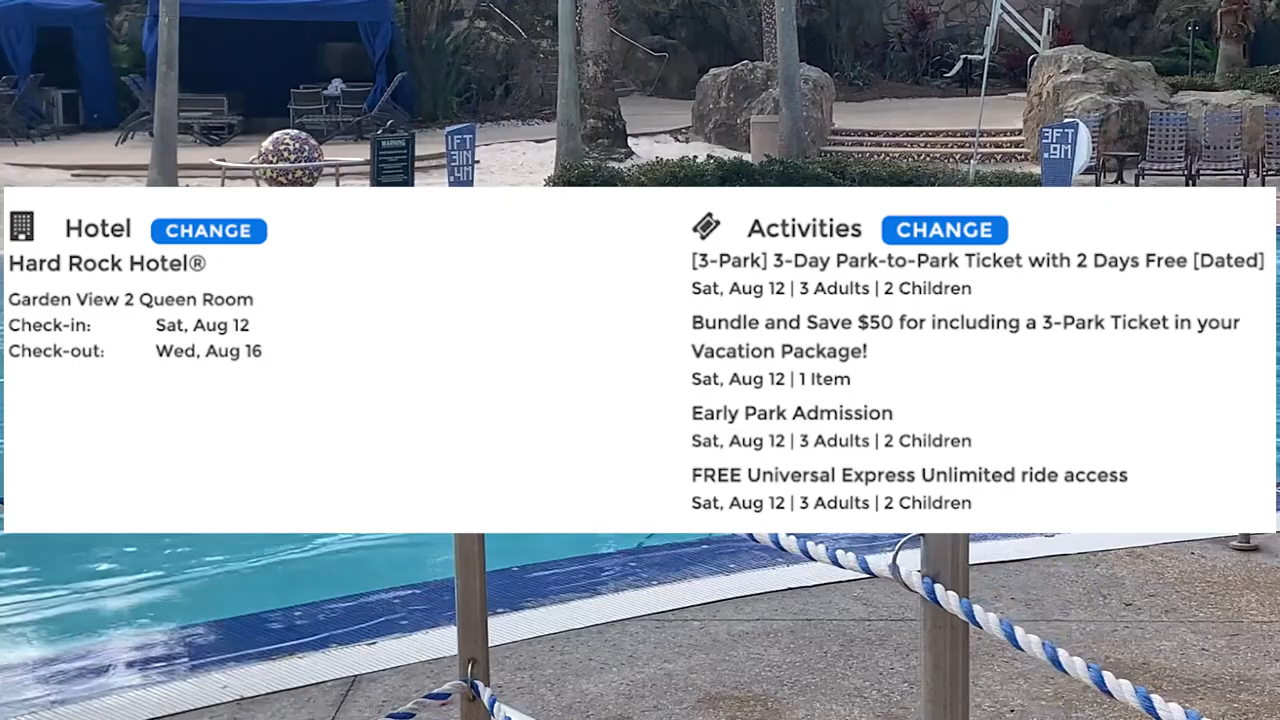 WARNING
1FT
3IN
.4M
3FT
.9M
Hotel CHANGE
Hard Rock Hotel®
Garden View 2 Queen Room
Check-in: Sat, Aug 12
Check-out: Wed, Aug 16
Activities CHANGE
[3-Park] 3-Day Park-to-Park Ticket with 2 Days Free [Dated]
Sat, Aug 12 | 3 Adults | 2 Children
Bundle and Save $50 for including a 3-Park Ticket in your
Vacation Package!
Sat, Aug 12 | 1 Item
Early Park Admission
Sat, Aug 12 | 3 Adults | 2 Children
FREE Universal Express Unlimited ride access
Sat, Aug 12 | 3 Adults | 2 Children